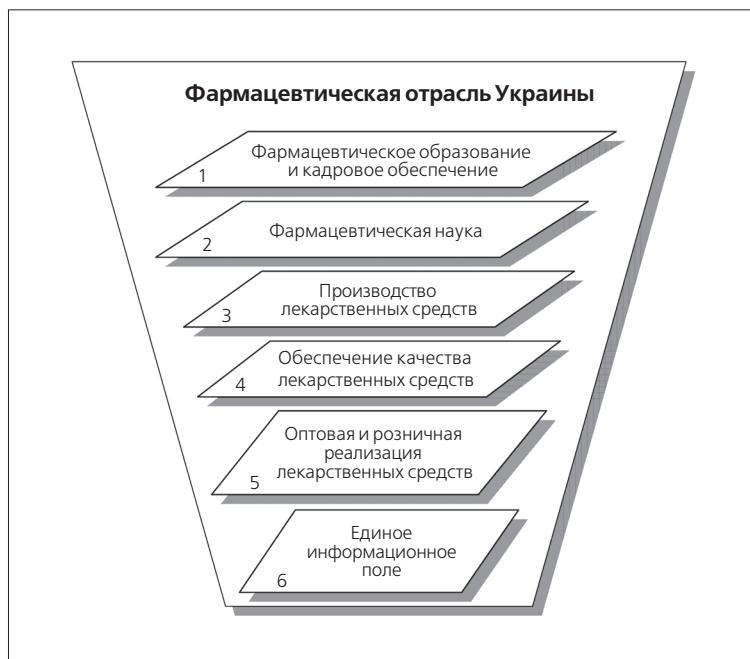 Фармацевтическая отрасль Украины
Фармацевтическое образование
и кадровое обеспечение
1
Фармацевтическая наука
2
Производство
лекарственных средств
3
Обеспечение качества
лекарственных средств
4
Оптовая и розничная
реализация
лекарственных средств
5
Единое
информационное
поле
6